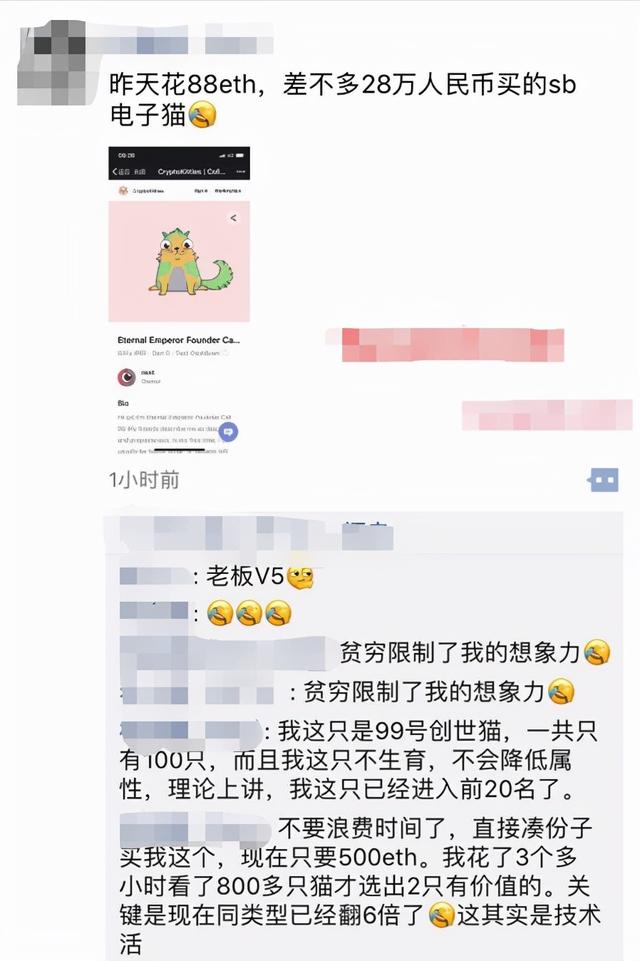 昨天花88eth，差不多28万人民币买的sb
电子猫
CryptoKitties | Coll...
CryptoKitties
Eternal Emperor Founder Ca...
Bio
1小时前
: 老板V5
:
贫穷限制了我的想象力
: 贫穷限制了我的想象力
: 我这只是99号创世猫，一共只
有100只，而且我这只不生育，不会降低属
性，理论上讲，我这只已经进入前20名了。
不要浪费时间了，直接凑份子
买我这个，现在只要500eth。我花了3个多
小时看了800多只猫才选出2只有价值的。关
键是现在同类型已经翻6倍了这其实是技术
活